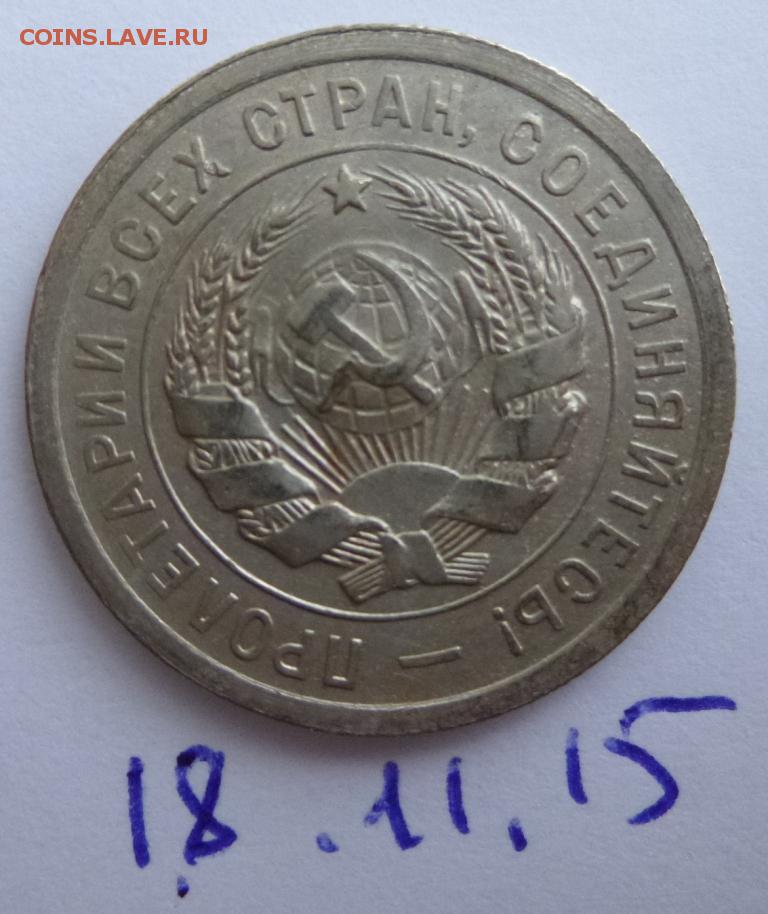 COINS.LAVE.RU
ПРОЛЕТАРИИ ВСЕХ СТРАН, СОЕДИНЯЙТЕСЬ! –
18.11.15